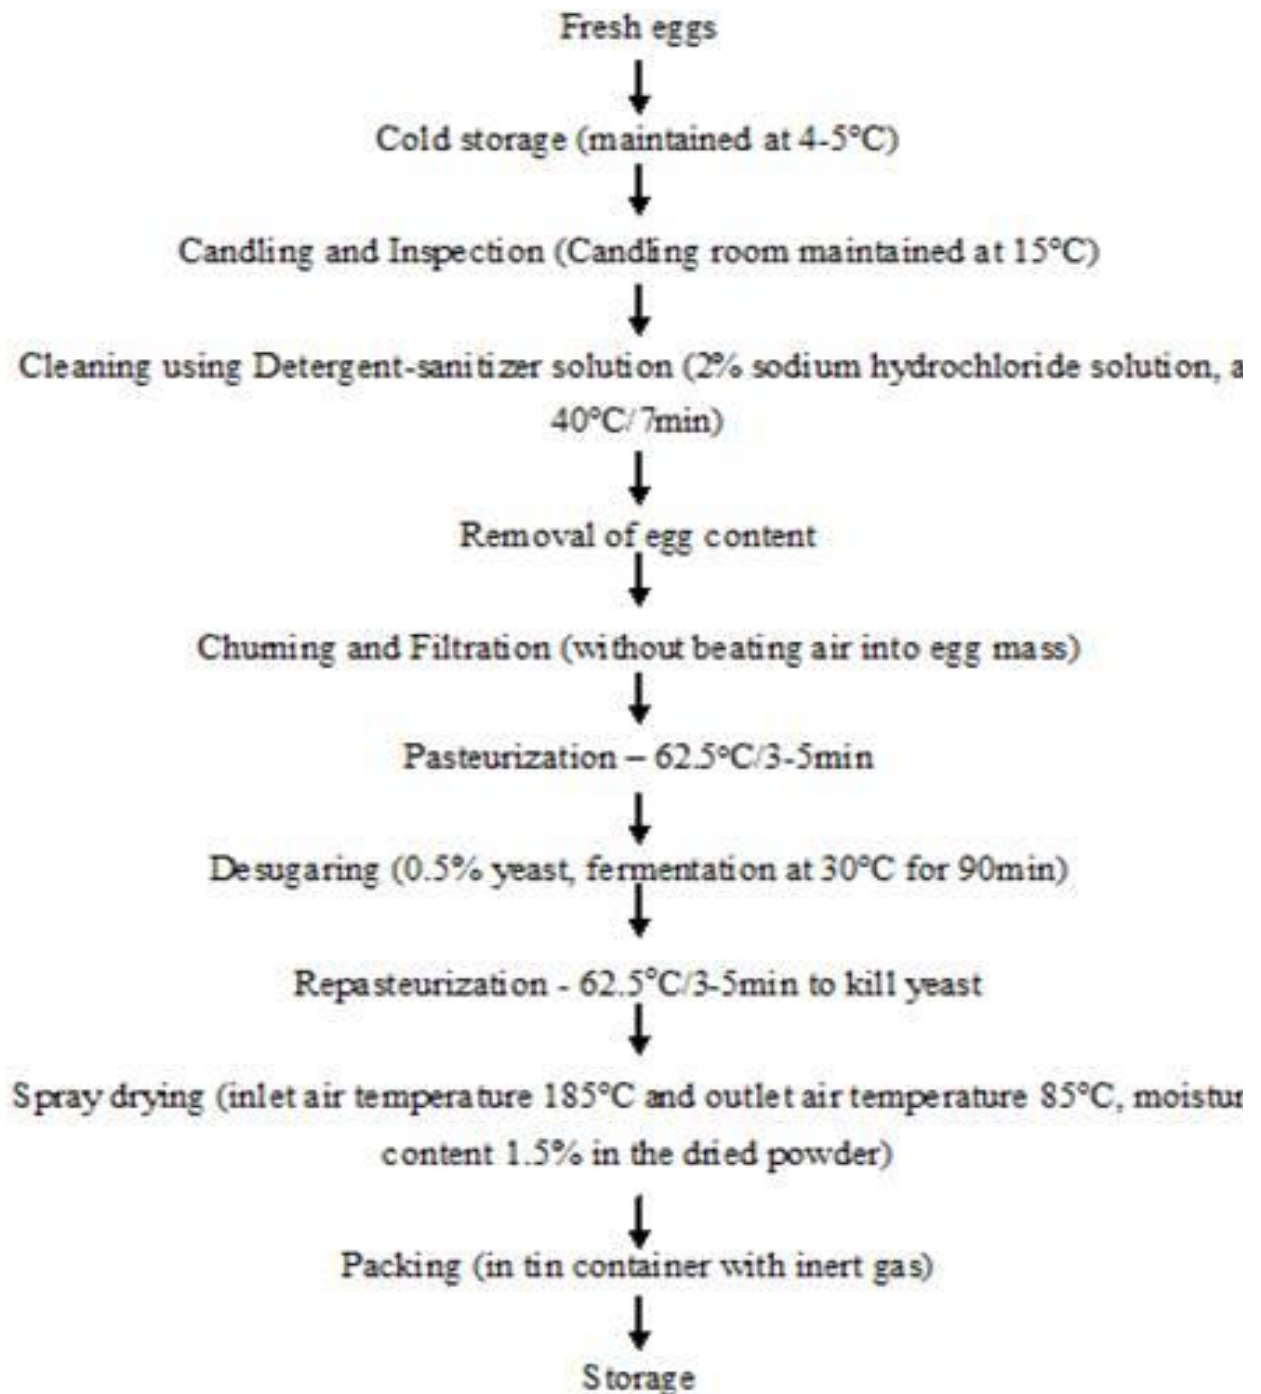 Fresh eggs
Cold storage (maintained at 4-5°C)
Candling and Inspection (Candling room maintained at 15°C)
Cleaning using Detergent-sanitizer solution (2% sodium hydrochloride solution, a
40°C/7min)
Removal of egg content
Churning and Filtration (without beating air into egg mass)
Pasteurization – 62.5°C/3-5min
Desugaring (0.5% yeast, fermentation at 30°C for 90min)
Repasteurization - 62.5°C/3-5min to kill yeast
Spray drying (inlet air temperature 185°C and outlet air temperature 85°C, moistur
content 1.5% in the dried powder)
Packing (in tin container with inert gas)
Storage